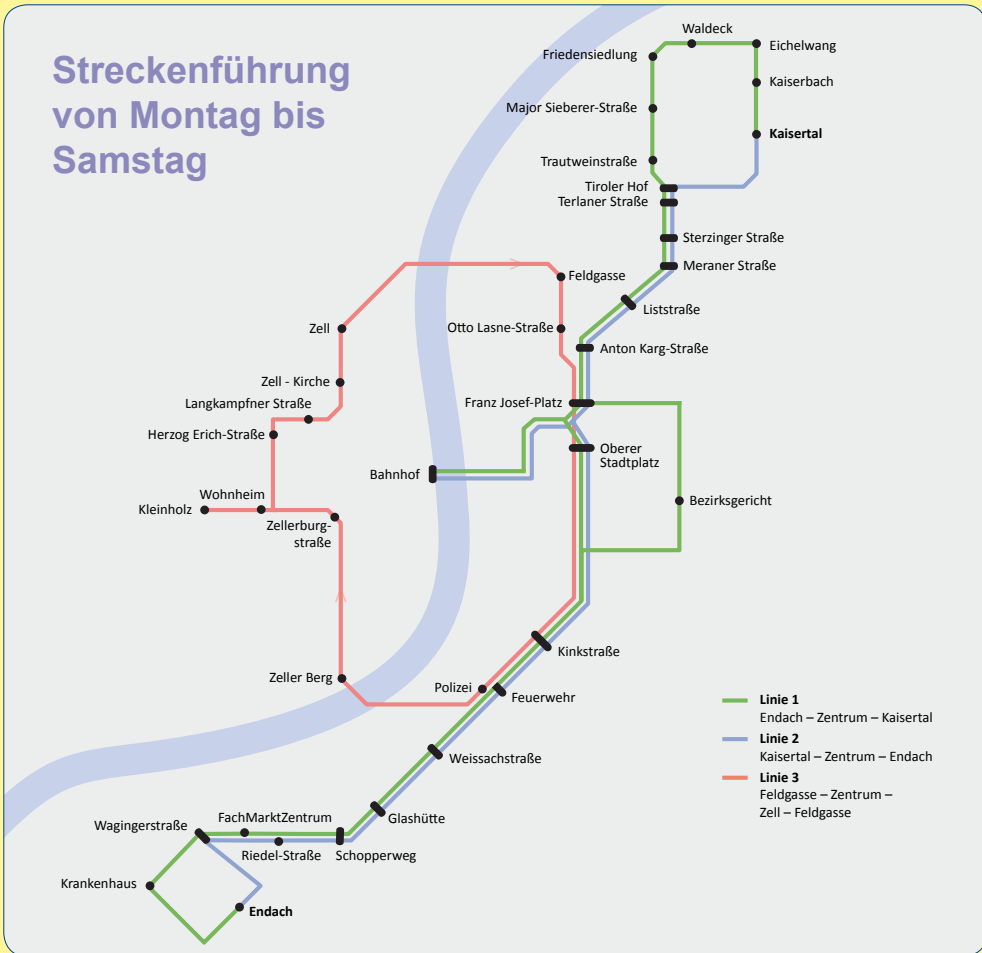 Streckenführung
von Montag bis
Samstag
Waldeck
Friedensiedlung
Eichelwang
Kaiserbach
Major Sieberer-Straße
Kaisertal
Trautweinstraße
Tiroler Hof
Terlaner Straße
Sterzinger Straße
Meraner Straße
Feldgasse
Liststraße
Zell
Otto Lasne-Straße
Anton Karg-Straße
Zell - Kirche
Langkampfner Straße
Franz Josef-Platz
Herzog Erich-Straße
Oberer
Stadtplatz
Bahnhof
Wohnheim
Kleinholz
Bezirksgericht
Zellerburg-
straße
Kinkstraße
Zeller Berg
Polizei
Feuerwehr
Linie 1
Endach – Zentrum – Kaisertal
Linie 2
Kaisertal – Zentrum – Endach
Linie 3
Feldgasse – Zentrum –
Zell – Feldgasse
Weissachstraße
Glashütte
FachMarktZentrum
Wagingerstraße
Riedel-Straße
Schopperweg
Krankenhaus
Endach